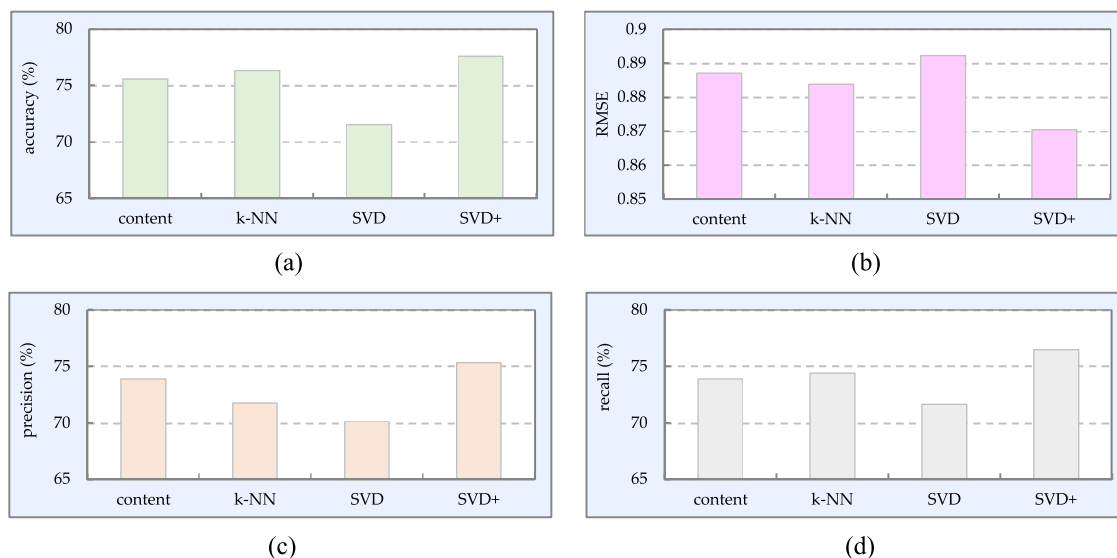 accuracy (%)
80
75
70
65
content k-NN SVD SVD+
(a)
RMSE
0.9
0.89
0.88
0.87
0.86
0.85
content k-NN SVD SVD+
(b)
precision (%)
80
75
70
65
content k-NN SVD SVD+
(c)
recall (%)
80
75
70
65
content k-NN SVD SVD+
(d)